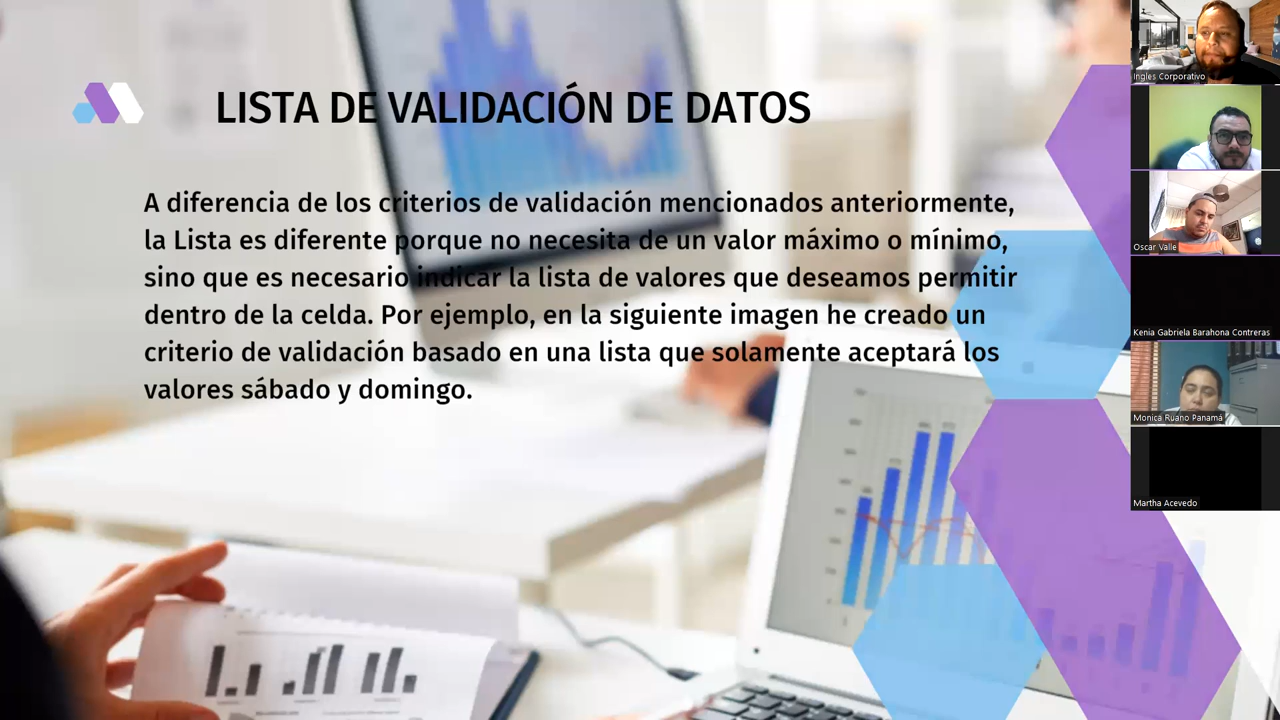 LISTA DE VALIDACIÓN DE DATOS
A diferencia de los criterios de validación mencionados anteriormente,
la Lista es diferente porque no necesita de un valor máximo o mínimo,
sino que es necesario indicar la lista de valores que deseamos permitir
dentro de la celda. Por ejemplo, en la siguiente imagen he creado un
criterio de validación basado en una lista que solamente aceptará los
valores sábado y domingo.
Ingles Corporativo
Oscar Valle
Kenia Gabriela Barahona Contreras
Monica Ruano Panamá
Martha Acevedo